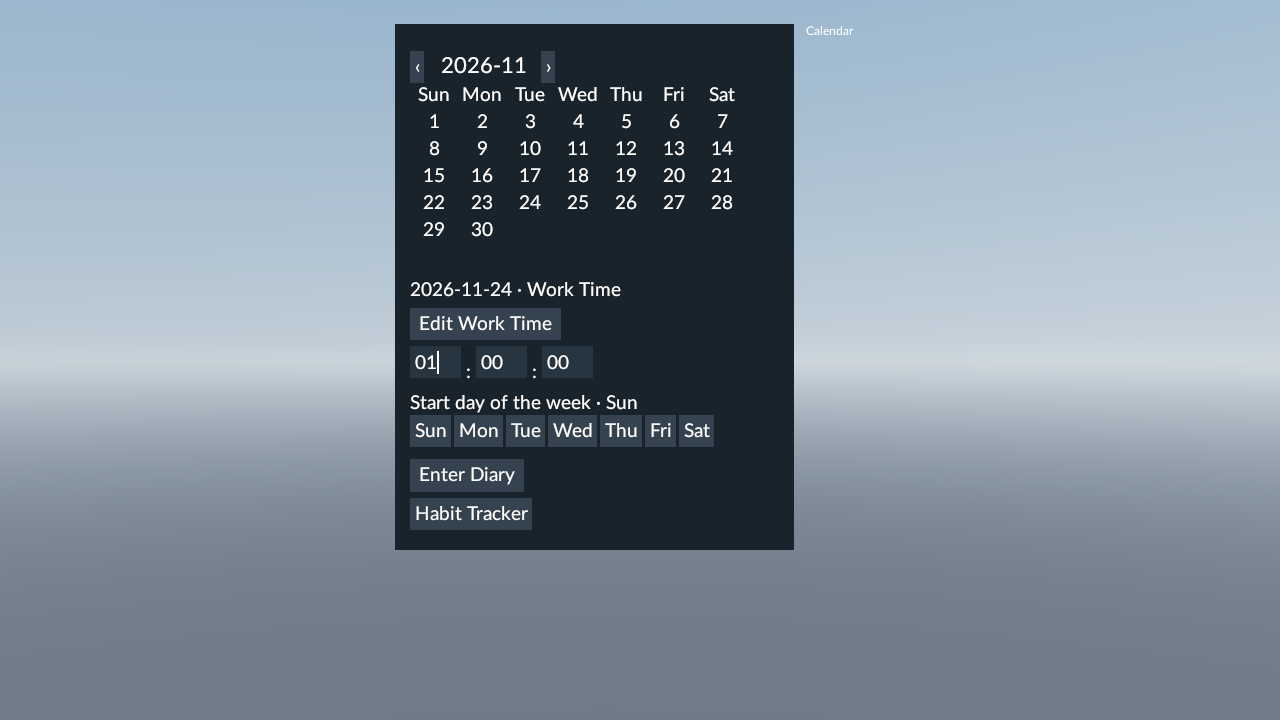 Calendar
‹ 2026-11 ›
Sun Mon Tue Wed Thu Fri Sat
1 2 3 4 5 6 7
8 9 10 11 12 13 14
15 16 17 18 19 20 21
22 23 24 25 26 27 28
29 30
2026-11-24 · Work Time
Edit Work Time
01 : 00 : 00
Start day of the week · Sun
Sun Mon Tue Wed Thu Fri Sat
Enter Diary
Habit Tracker